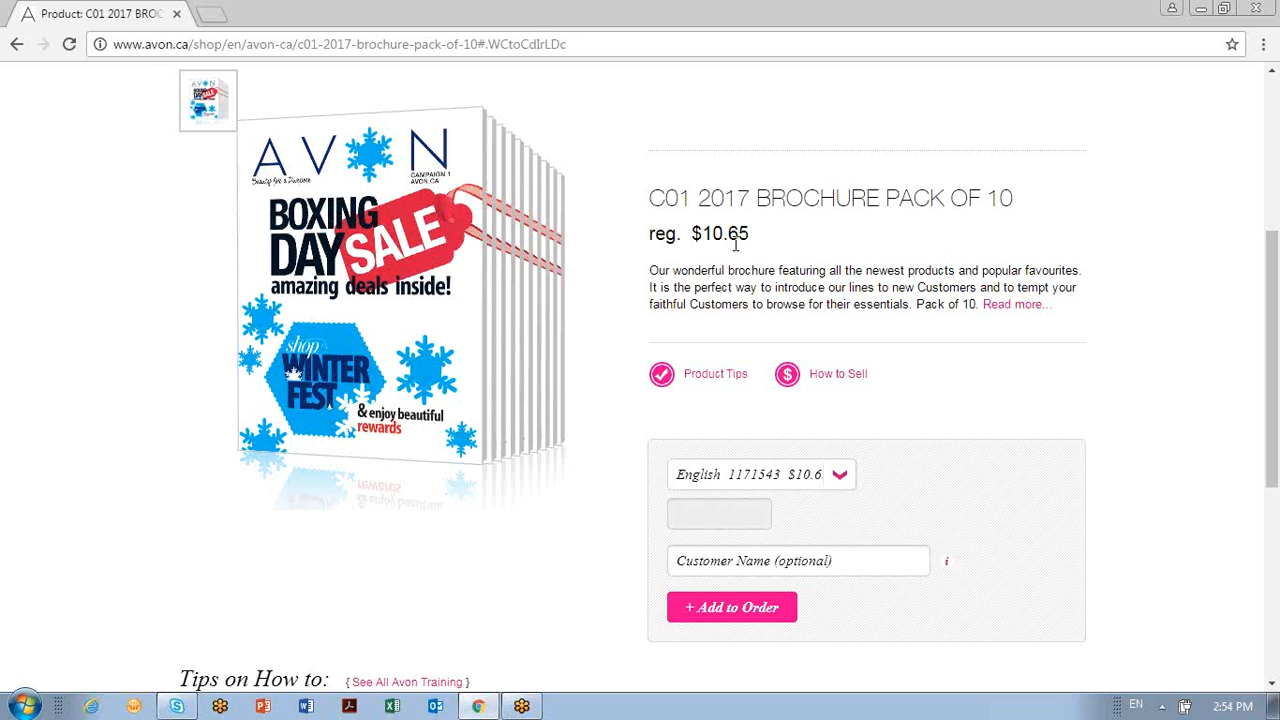 Product: C01 2017 BROC
www.avon.ca/shop/en/avon-ca/c01-2017-brochure-pack-of-10#.WCtoCdIrLDc
AVON
Beauty for a Purpose
CAMPAIGN 1
AVON.CA
BOXING
DAY SALE
amazing deals inside!
shop
WINTER
FEST
& enjoy beautiful
rewards
C01 2017 BROCHURE PACK OF 10
reg. $10.65
Our wonderful brochure featuring all the newest products and popular favourites.
It is the perfect way to introduce our lines to new Customers and to tempt your
faithful Customers to browse for their essentials. Pack of 10. Read more...
Product Tips
How to Sell
English 1171543 $10.6
Customer Name (optional)
i
+ Add to Order
Tips on How to: { See All Avon Training }
EN
2:54 PM